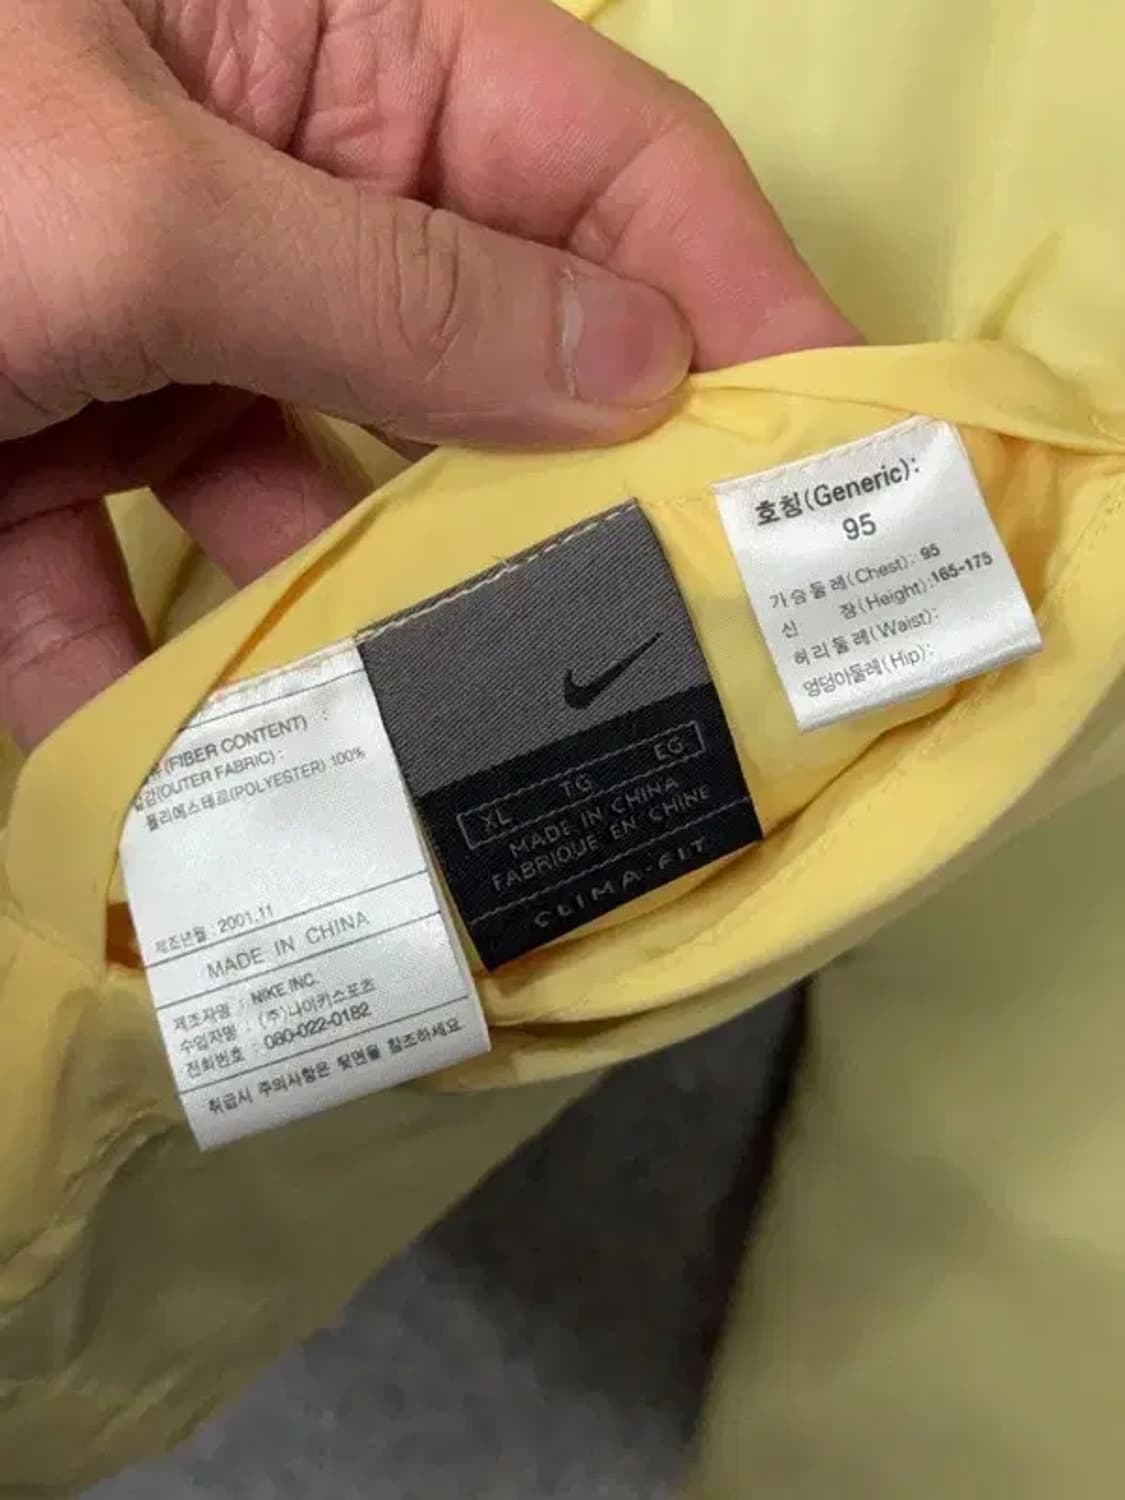 (FIBER CONTENT) :
겉감(OUTER FABRIC) :
폴리에스테르(POLYESTER) 100%
제조년월 : 2001.11
MADE IN CHINA
제조자명 : NIKE INC.
수입자명 : (주)나이키스포츠
전화번호 : 080-022-0182
취급시 주의사항은 뒷면을 참조하세요.
XL TG EG
MADE IN CHINA
FABRIQUE EN CHINE
CLIMA-FIT
호칭(Generic):
95
가슴둘레(Chest): 95
신 장(Height):165-175
허리둘레(Waist):
엉덩이둘레(Hip):